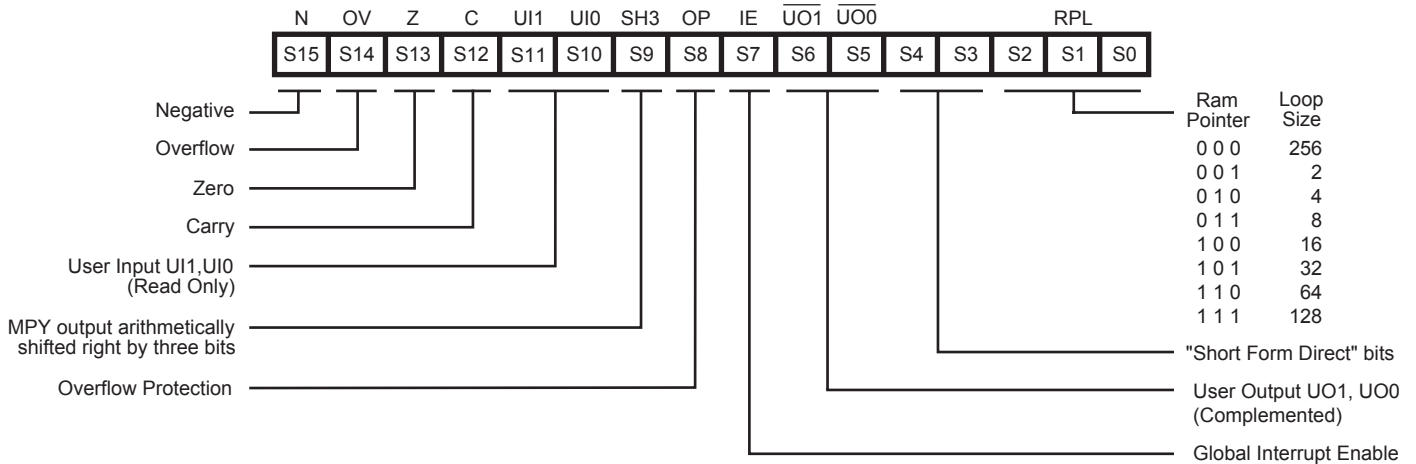 N OV Z C UI1 UI0 SH3 OP IE UO1 UO0 RPL
S15 S14 S13 S12 S11 S10 S9 S8 S7 S6 S5 S4 S3 S2 S1 S0
Negative
Overflow
Zero
Carry
User Input UI1,UI0
(Read Only)
MPY output arithmetically
shifted right by three bits
Overflow Protection
Ram Loop
Pointer Size
0 0 0 256
0 0 1 2
0 1 0 4
0 1 1 8
1 0 0 16
1 0 1 32
1 1 0 64
1 1 1 128
"Short Form Direct" bits
User Output UO1, UO0
(Complemented)
Global Interrupt Enable